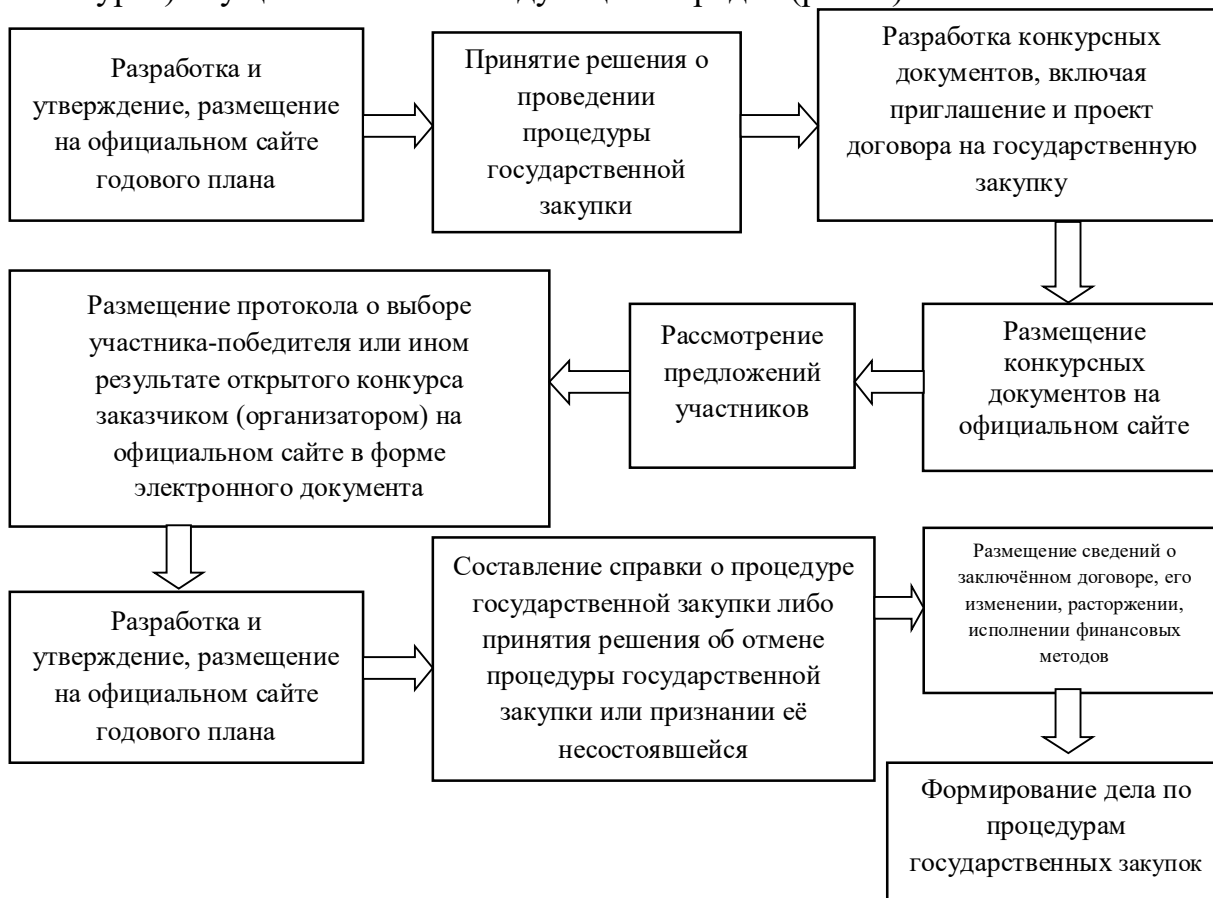 Разработка и
утверждение, размещение
на официальном сайте
годового плана
Принятие решения о
проведении
процедуры
государственной
закупки
Разработка конкурсных
документов, включая
приглашение и проект
договора на государственную
закупку
Размещение
конкурсных
документов на
официальном сайте
Рассмотрение
предложений
участников
Размещение протокола о выборе
участника-победителя или ином
результате открытого конкурса
заказчиком (организатором) на
официальном сайте в форме
электронного документа
Разработка и
утверждение, размещение
на официальном сайте
годового плана
Составление справки о процедуре
государственной закупки либо
принятия решения об отмене
процедуры государственной
закупки или признании её
несостоявшейся
Размещение сведений о
заключённом договоре, его
изменении, расторжении,
исполнении финансовых
методов
Формирование дела по
процедурам
государственных закупок